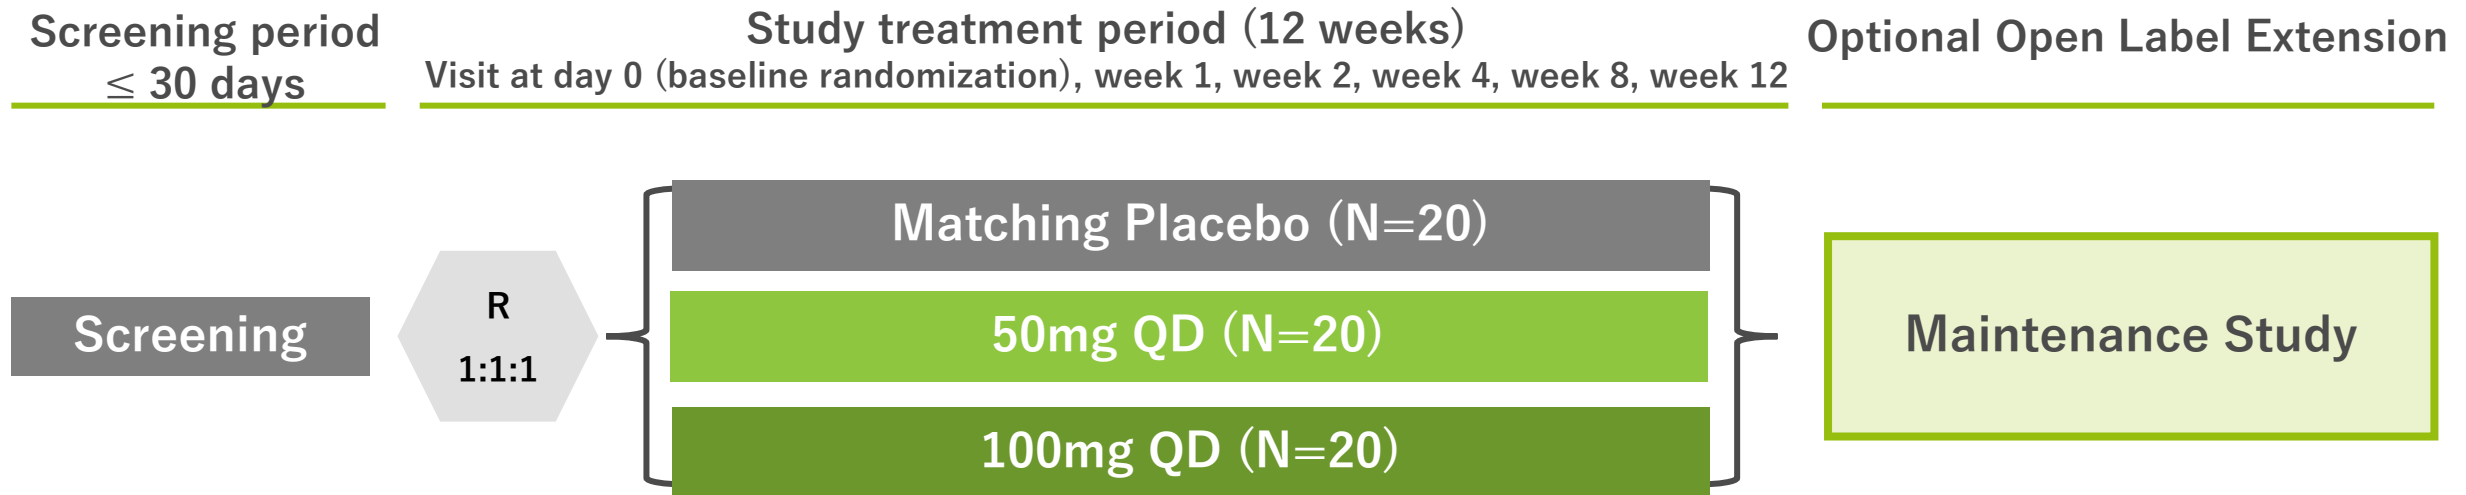 Screening period
≤ 30 days
Study treatment period (12 weeks)
Visit at day 0 (baseline randomization), week 1, week 2, week 4, week 8, week 12
Optional Open Label Extension
Screening
R
1:1:1
Matching Placebo (N=20)
50mg QD (N=20)
100mg QD (N=20)
Maintenance Study